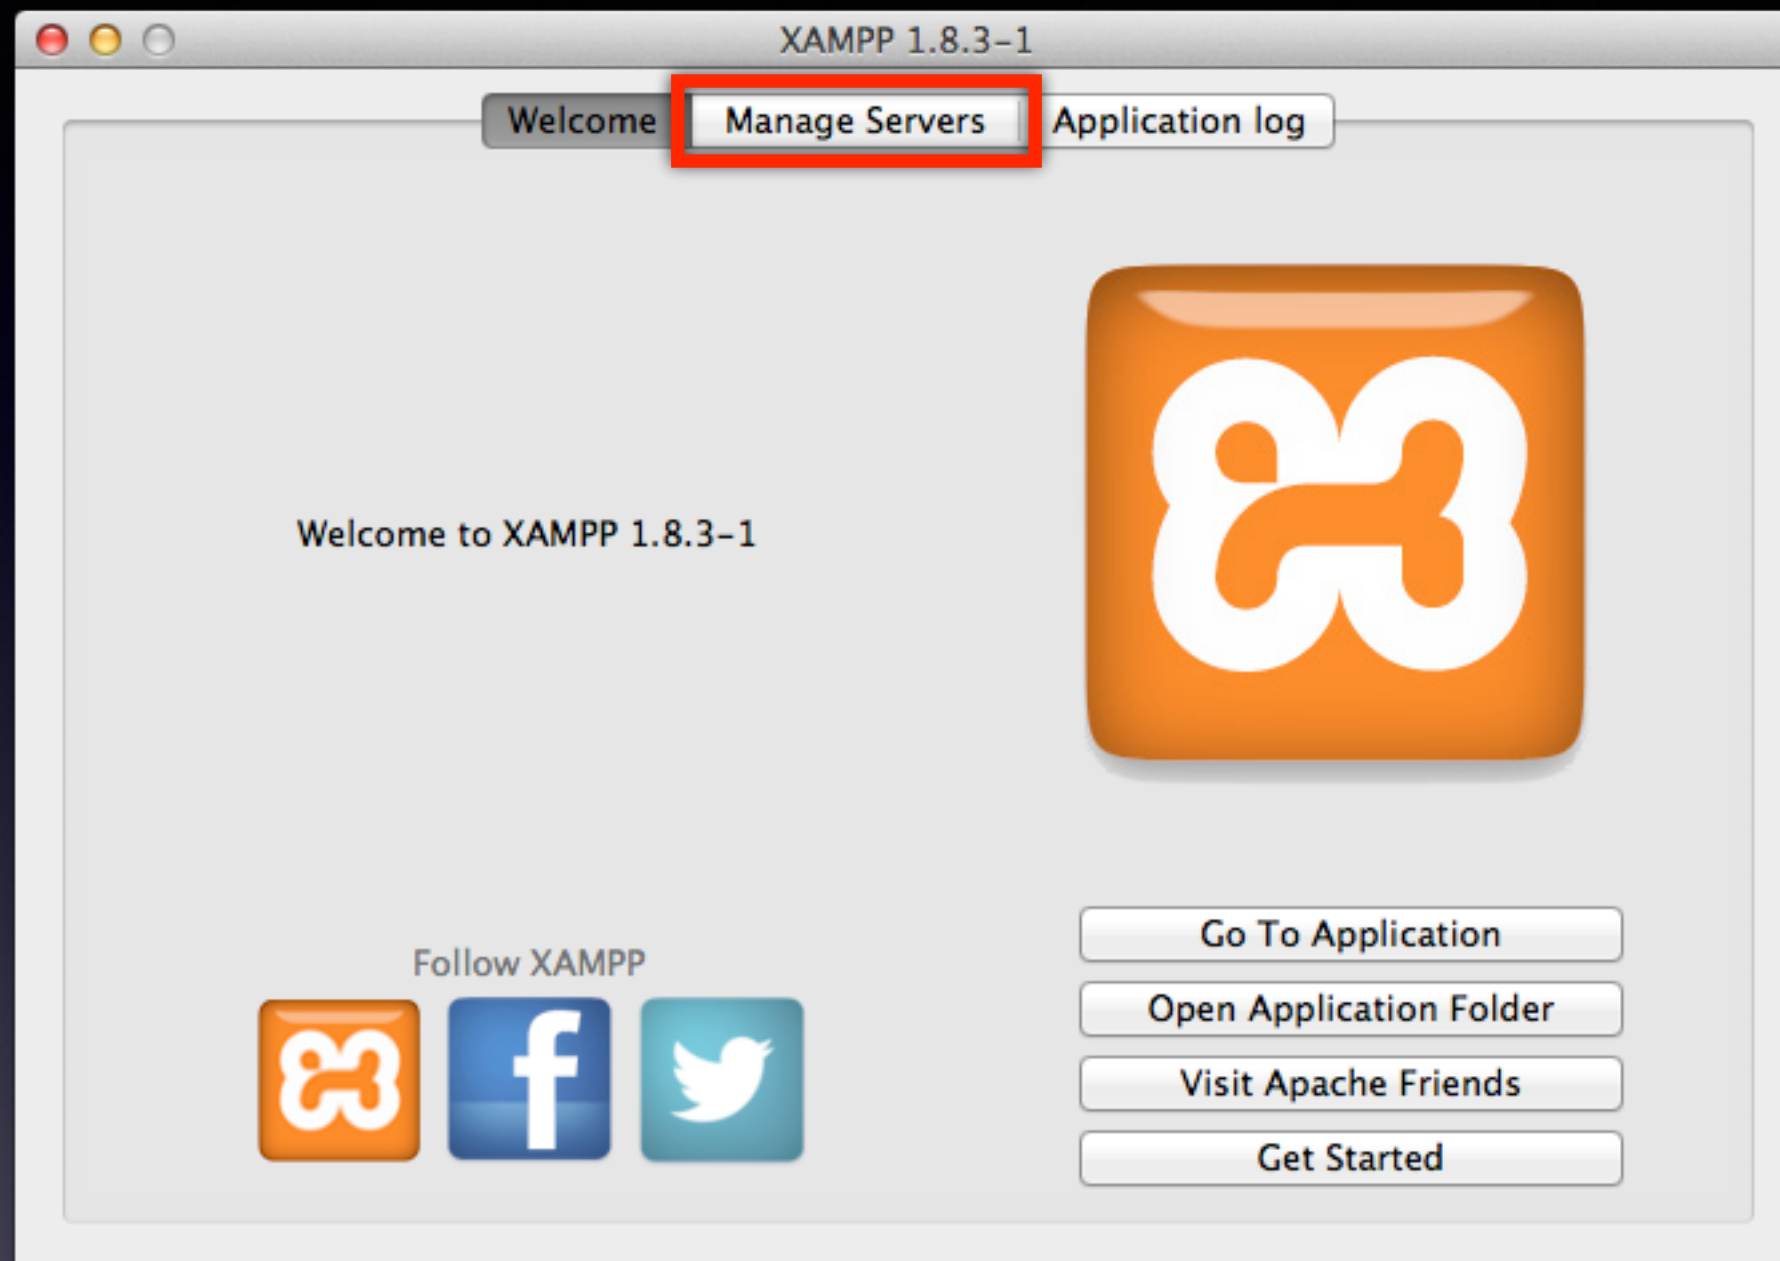 XAMPP 1.8.3-1
Welcome
Manage Servers
Application log
Welcome to XAMPP 1.8.3-1
Follow XAMPP
Go To Application
Open Application Folder
Visit Apache Friends
Get Started